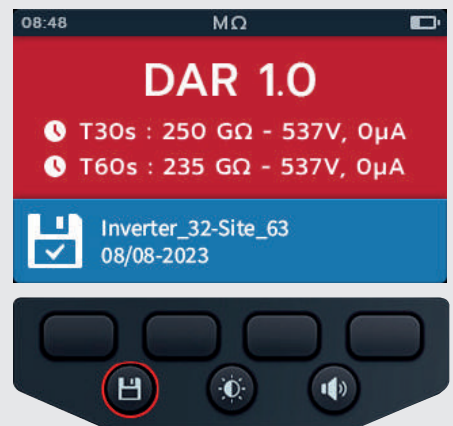 08:48 MΩ
DAR 1.0
T30s : 250 GΩ - 537V, 0µA
T60s : 235 GΩ - 537V, 0µA
Inverter_32-Site_63
08/08-2023